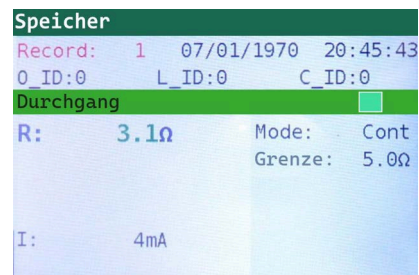 Speicher
Record: 1 07/01/1970 20:45:43
O_ID:0 L_ID:0 C_ID:0
Durchgang
R: 3.1Ω Mode: Cont
Grenze: 5.0Ω
I: 4mA